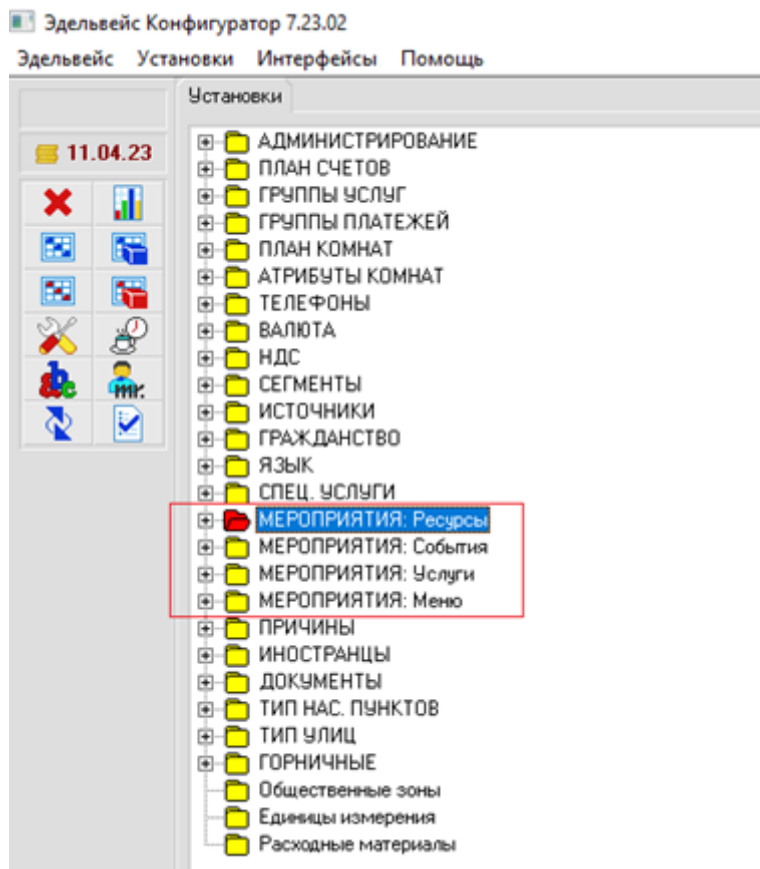 Эдельвейс Конфигуратор 7.23.02
Эдельвейс Установки Интерфейсы Помощь
Установки
11.04.23
АДМИНИСТРИРОВАНИЕ
ПЛАН СЧЕТОВ
ГРУППЫ УСЛУГ
ГРУППЫ ПЛАТЕЖЕЙ
ПЛАН КОМНАТ
АТРИБУТЫ КОМНАТ
ТЕЛЕФОНЫ
ВАЛЮТА
НДС
СЕГМЕНТЫ
ИСТОЧНИКИ
ГРАЖДАНСТВО
ЯЗЫК
СПЕЦ. УСЛУГИ
МЕРОПРИЯТИЯ: Ресурсы
МЕРОПРИЯТИЯ: События
МЕРОПРИЯТИЯ: Услуги
МЕРОПРИЯТИЯ: Меню
ПРИЧИНЫ
ИНОСТРАНЦЫ
ДОКУМЕНТЫ
ТИП НАС. ПУНКТОВ
ТИП УЛИЦ
ГОРНИЧНЫЕ
Общественные зоны
Единицы измерения
Расходные материалы
abc
mr.